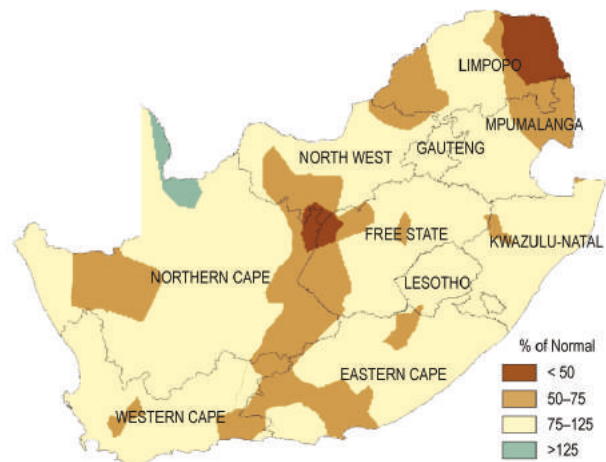 LIMPOPO
MPUMALANGA
GAUTENG
NORTH WEST
FREE STATE
KWAZULU-NATAL
NORTHERN CAPE
LESOTHO
EASTERN CAPE
WESTERN CAPE
% of Normal
< 50
50–75
75–125
>125